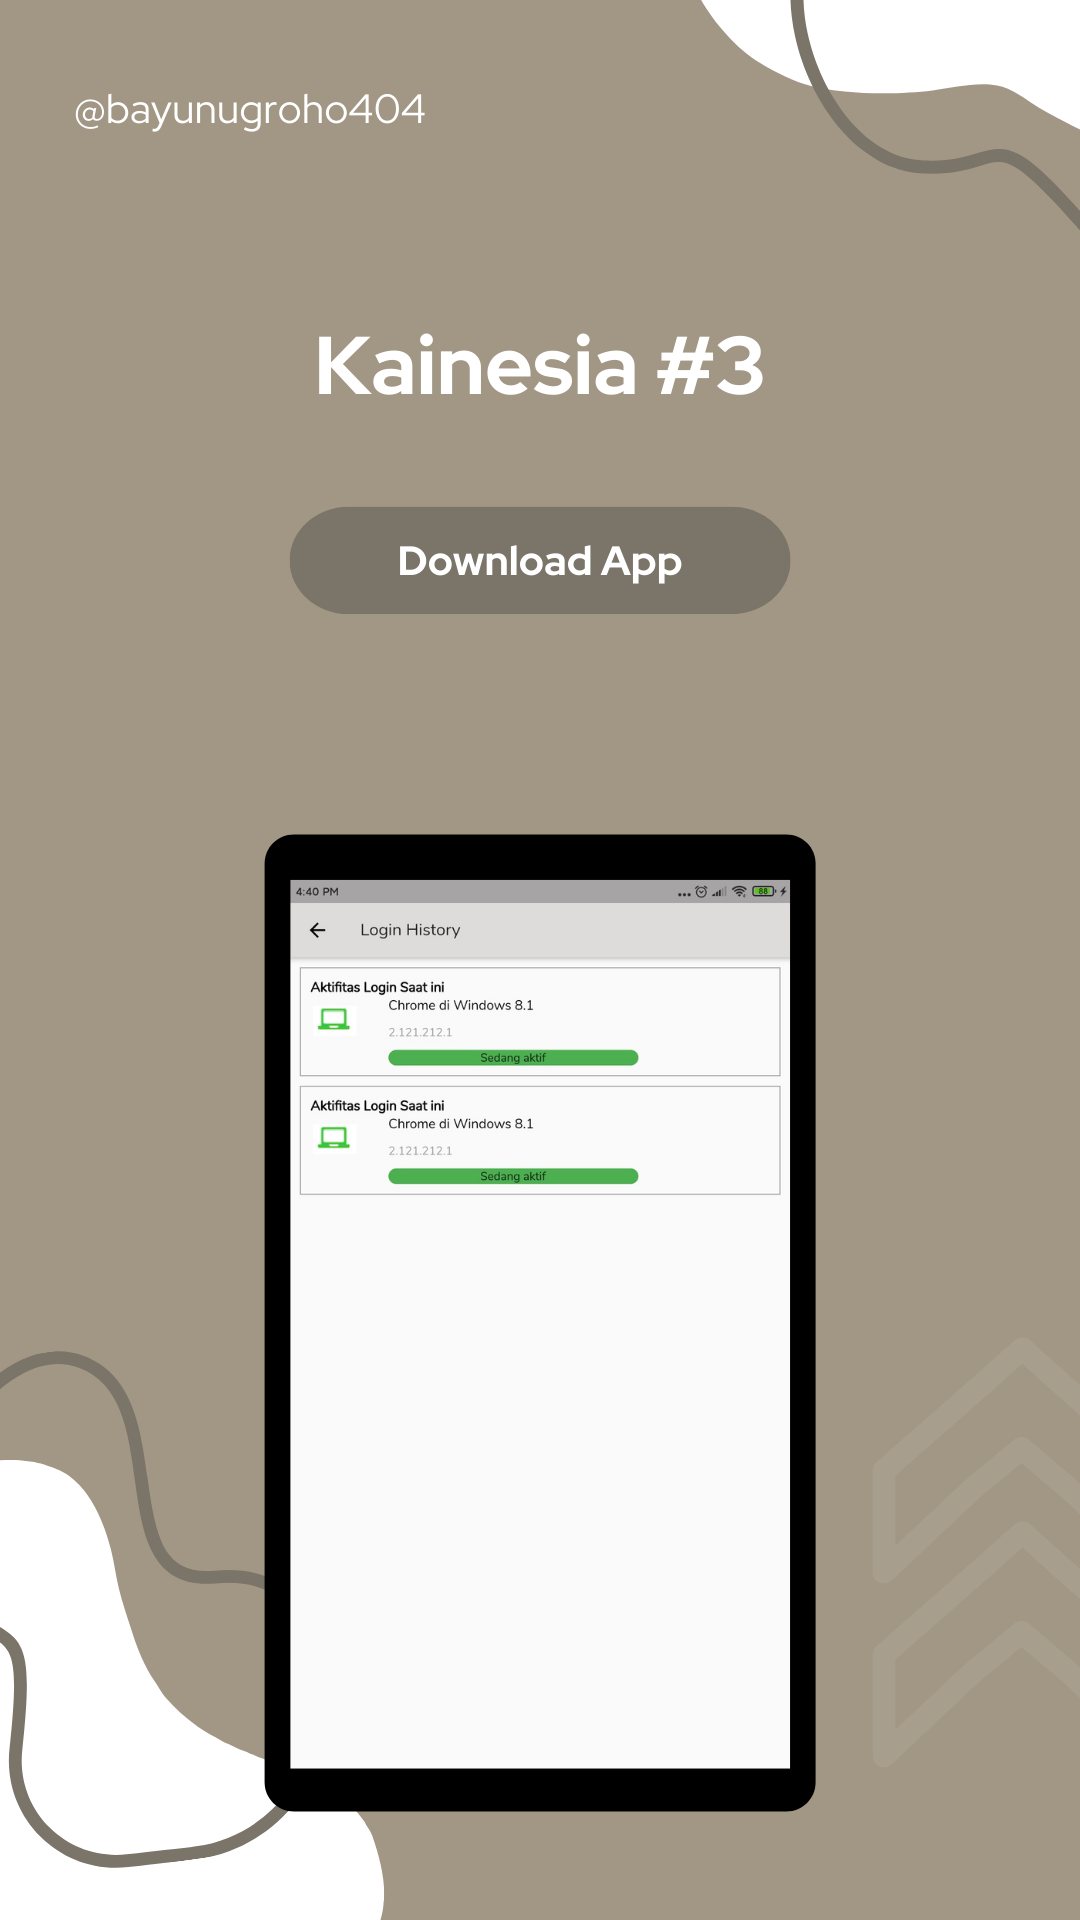 @bayunugroho404
Kainesia #3
Download App
4:40 PM
88
Login History
Aktifitas Login Saat ini
Chrome di Windows 8.1
2.121.212.1
Sedang aktif
Aktifitas Login Saat ini
Chrome di Windows 8.1
2.121.212.1
Sedang aktif